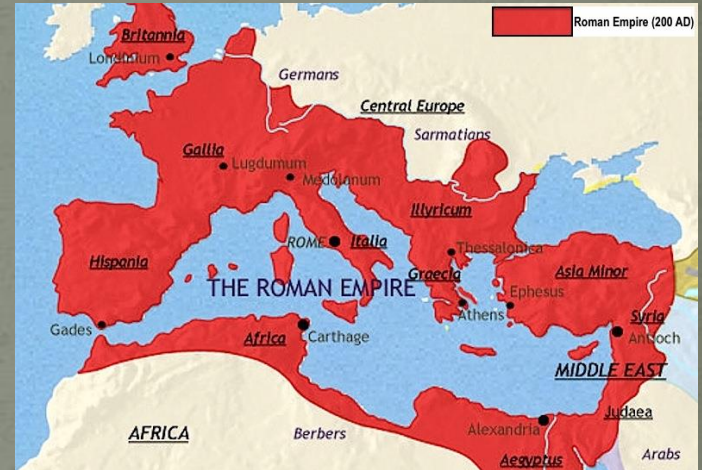 Roman Empire (200 AD)
Britannia
Londinium
Germans
Central Europe
Sarmatians
Gallia
Lugdumum
Medolanum
Illyricum
ROME
Italia
Thessalonica
Hispania
Graecia
Asia Minor
THE ROMAN EMPIRE
Ephesus
Athens
Syria
Gades
Africa
Carthage
Antioch
MIDDLE EAST
Judaea
AFRICA
Berbers
Alexandria
Arabs
Aegyptus